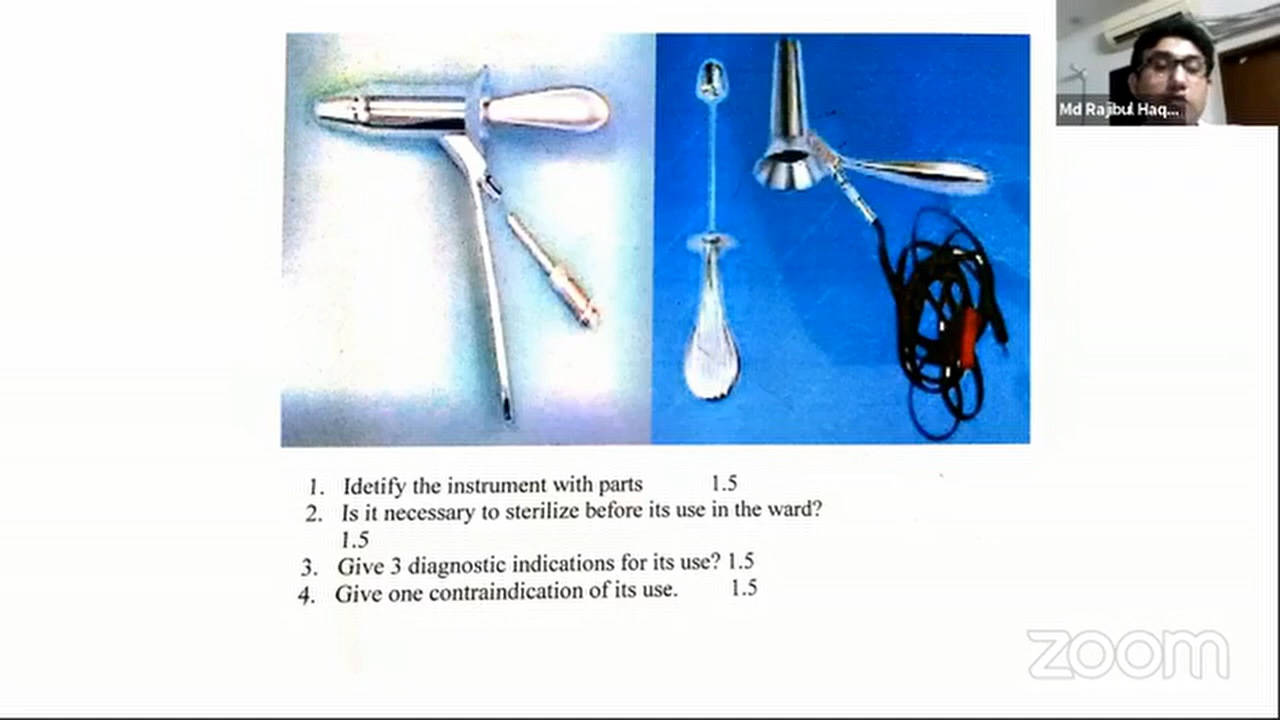 Md Rajibul Haq...
1. Idetify the instrument with parts 1.5
2. Is it necessary to sterilize before its use in the ward?
1.5
3. Give 3 diagnostic indications for its use? 1.5
4. Give one contraindication of its use. 1.5
zoom